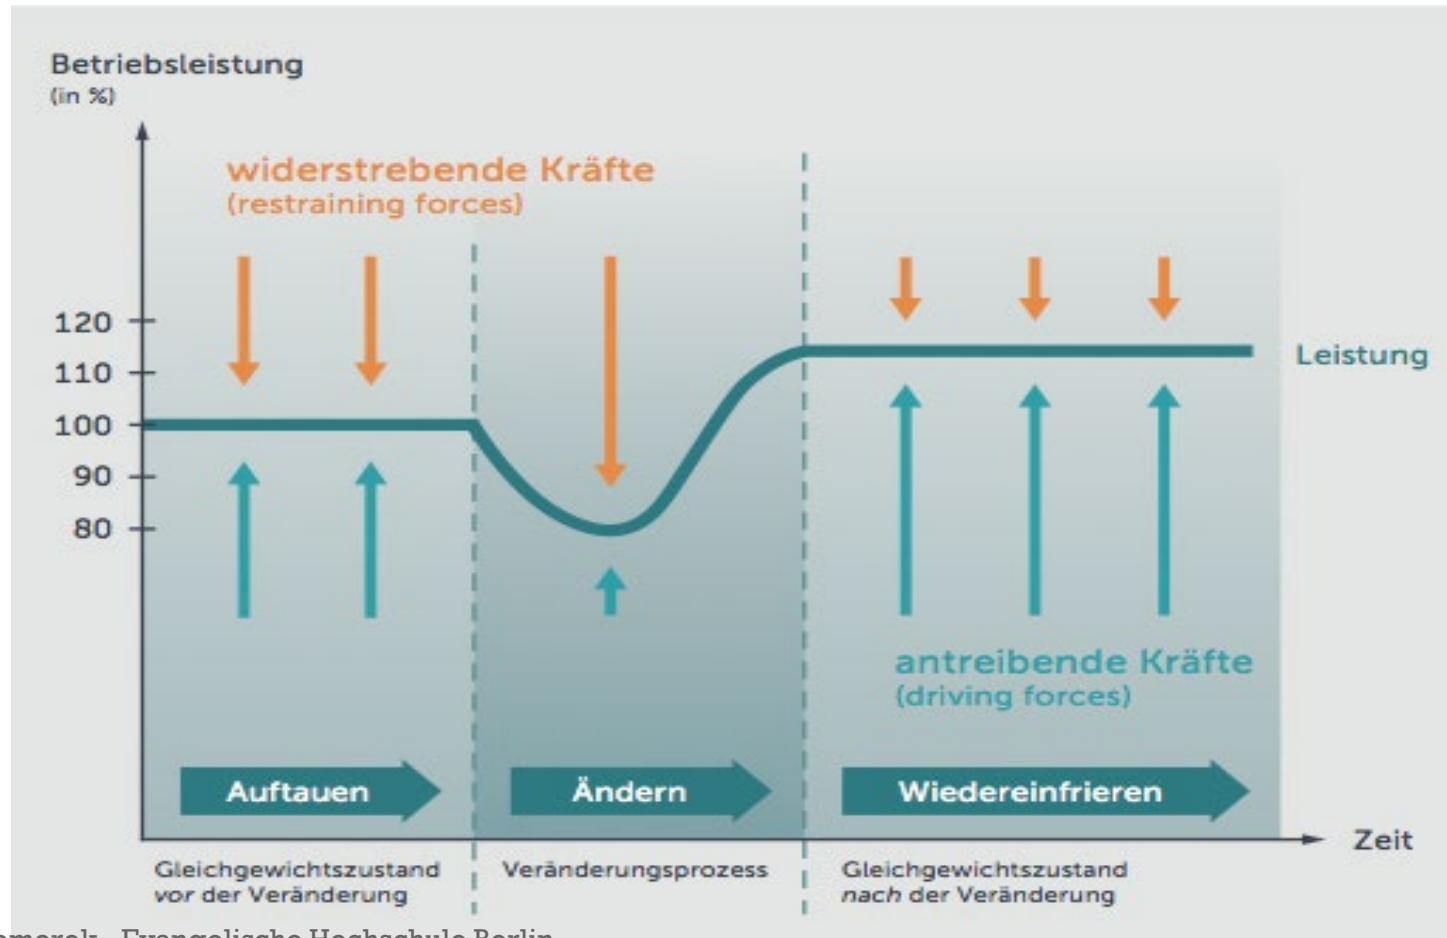 Betriebsleistung
(in %)
widerstrebende Kräfte
(restraining forces)
120
110
100
90
80
Leistung
antreibende Kräfte
(driving forces)
Auftauen
Ändern
Wiedereinfrieren
Zeit
Gleichgewichtszustand
vor der Veränderung
Veränderungsprozess
Gleichgewichtszustand
nach der Veränderung
Evangelische Hochschule Berlin